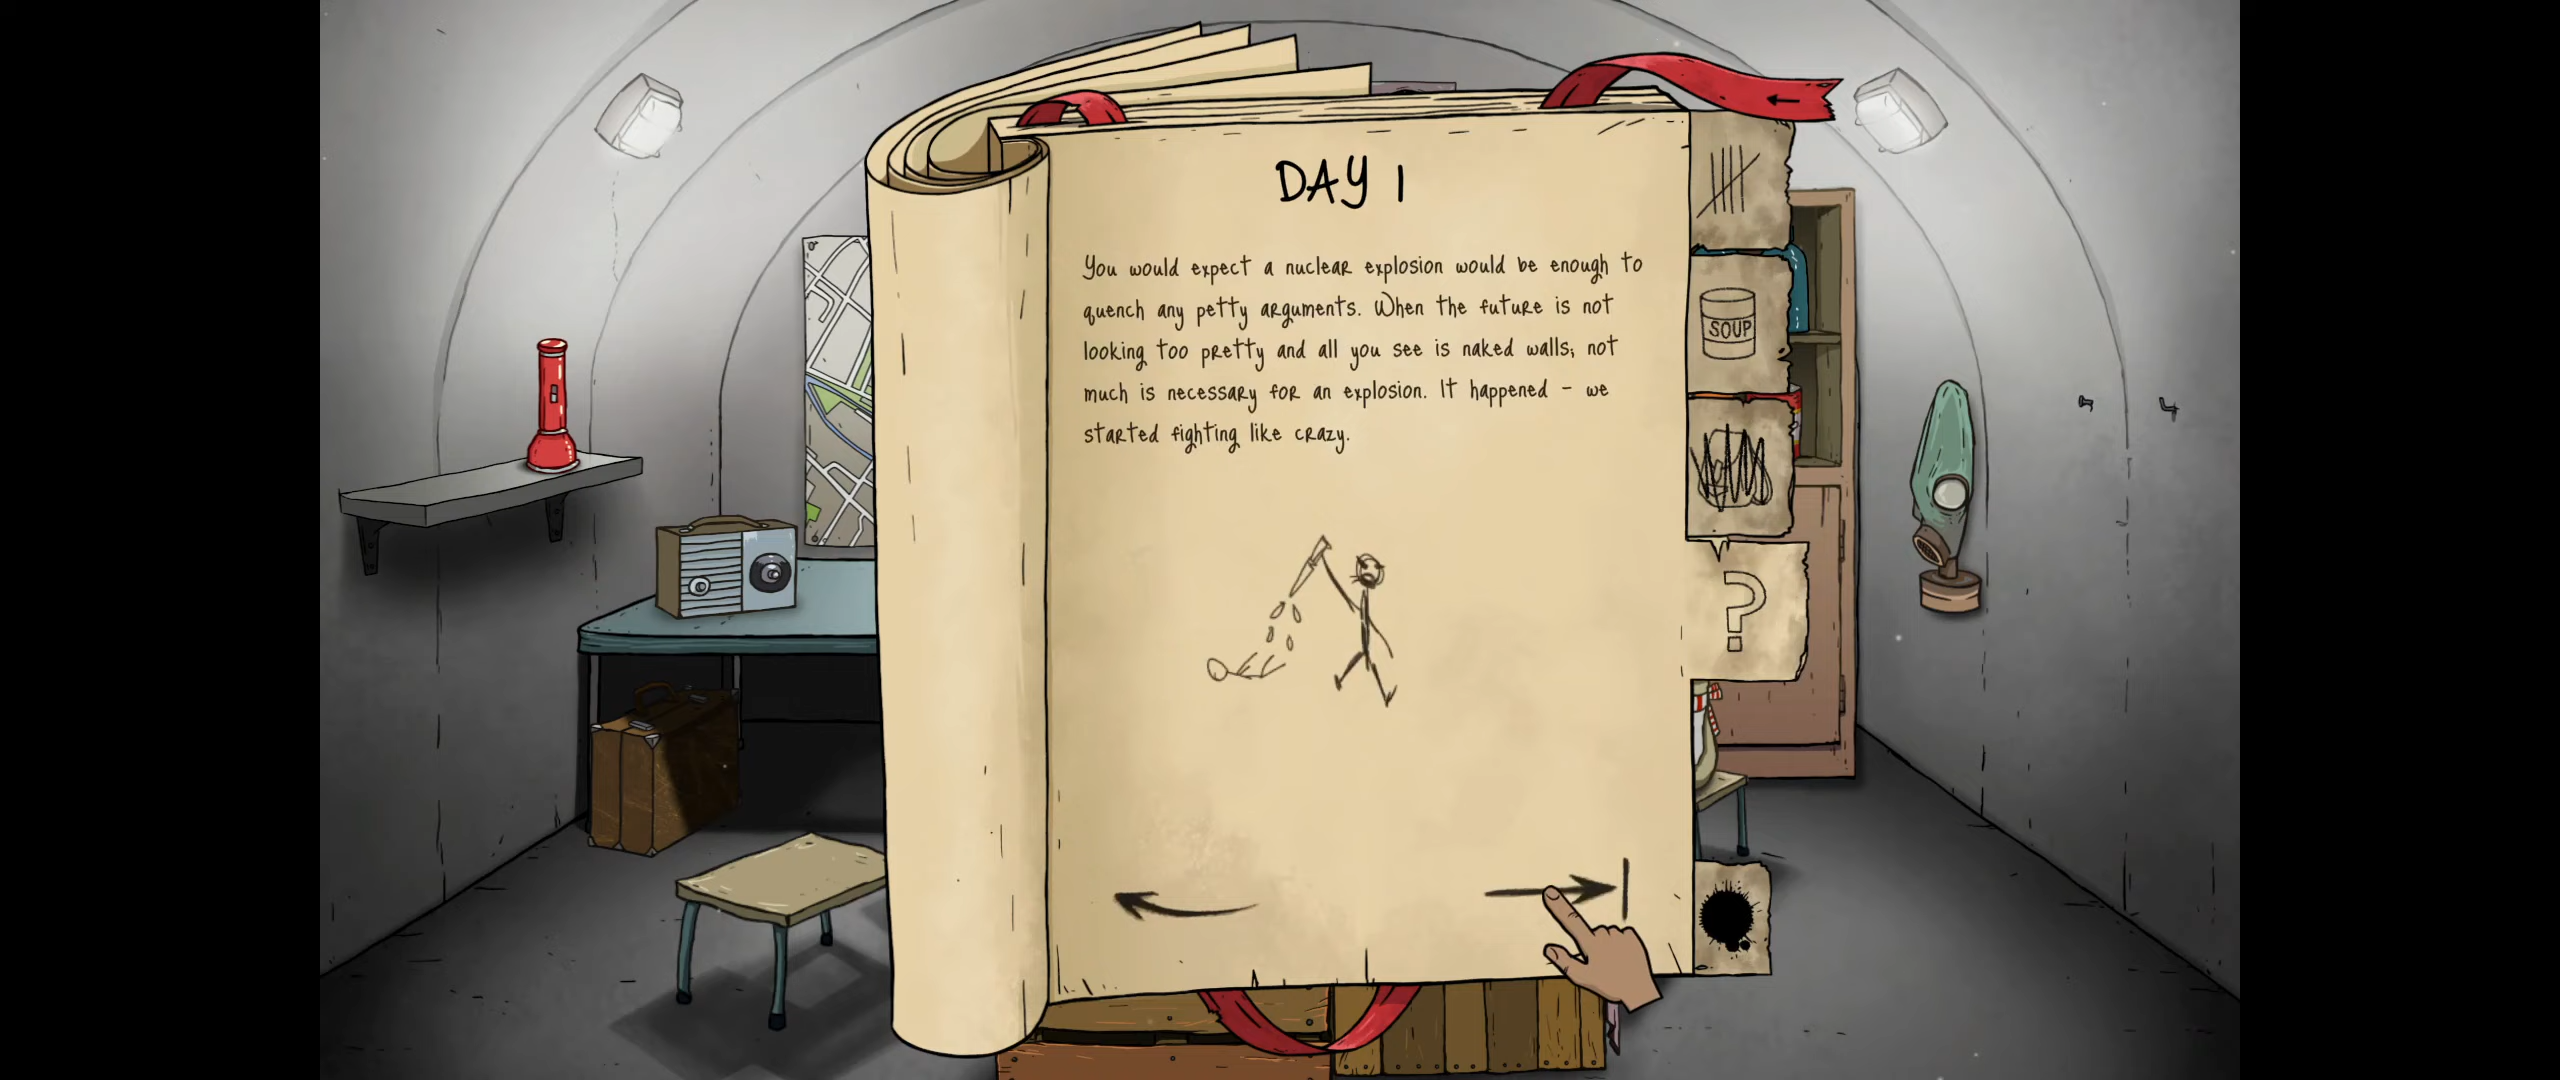 DAY 1
You would expect a nuclear explosion would be enough to
quench any petty arguments. When the future is not
looking too pretty and all you see is naked walls, not
much is necessary for an explosion. It happened - we
started fighting like crazy.
SOUP
?